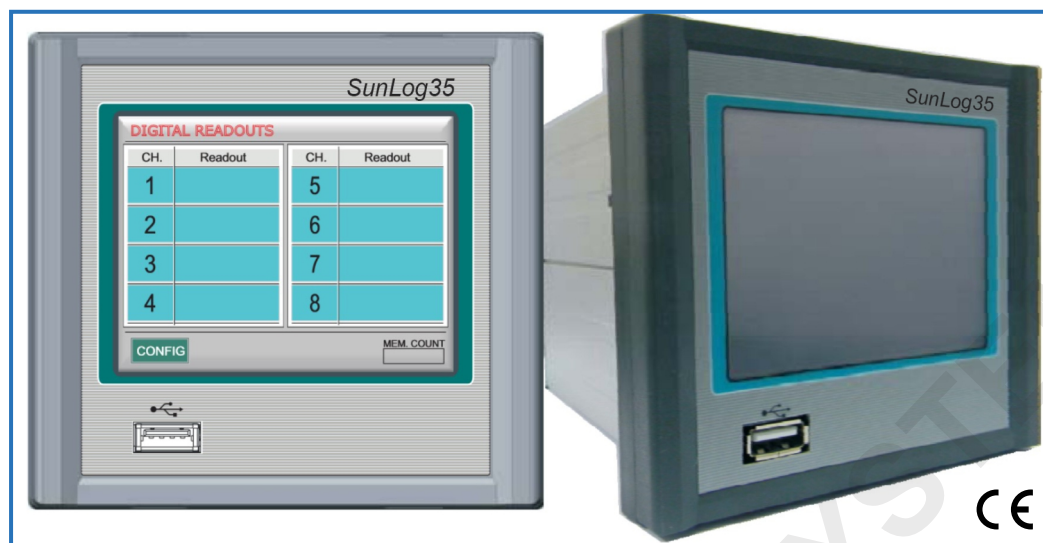 SunLog35
DIGITAL READOUTS
CH. Readout CH. Readout
1 5
2 6
3 7
4 8
CONFIG
MEM. COUNT
SunLog35
CE